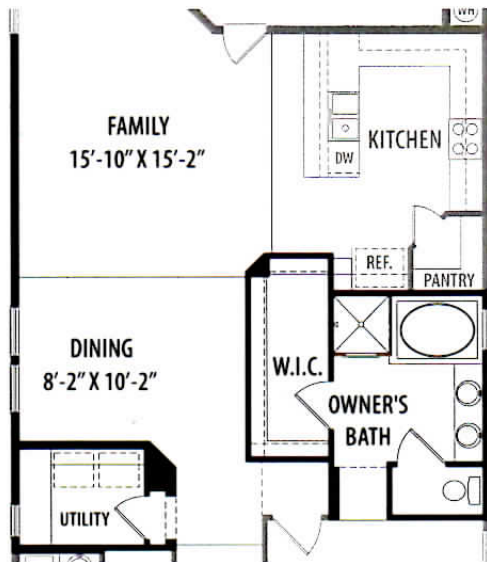 WH
FAMILY
15’-10” X 15’-2”
KITCHEN
DW
REF.
PANTRY
DINING
8’-2” X 10’-2”
W.I.C.
OWNER'S
BATH
UTILITY